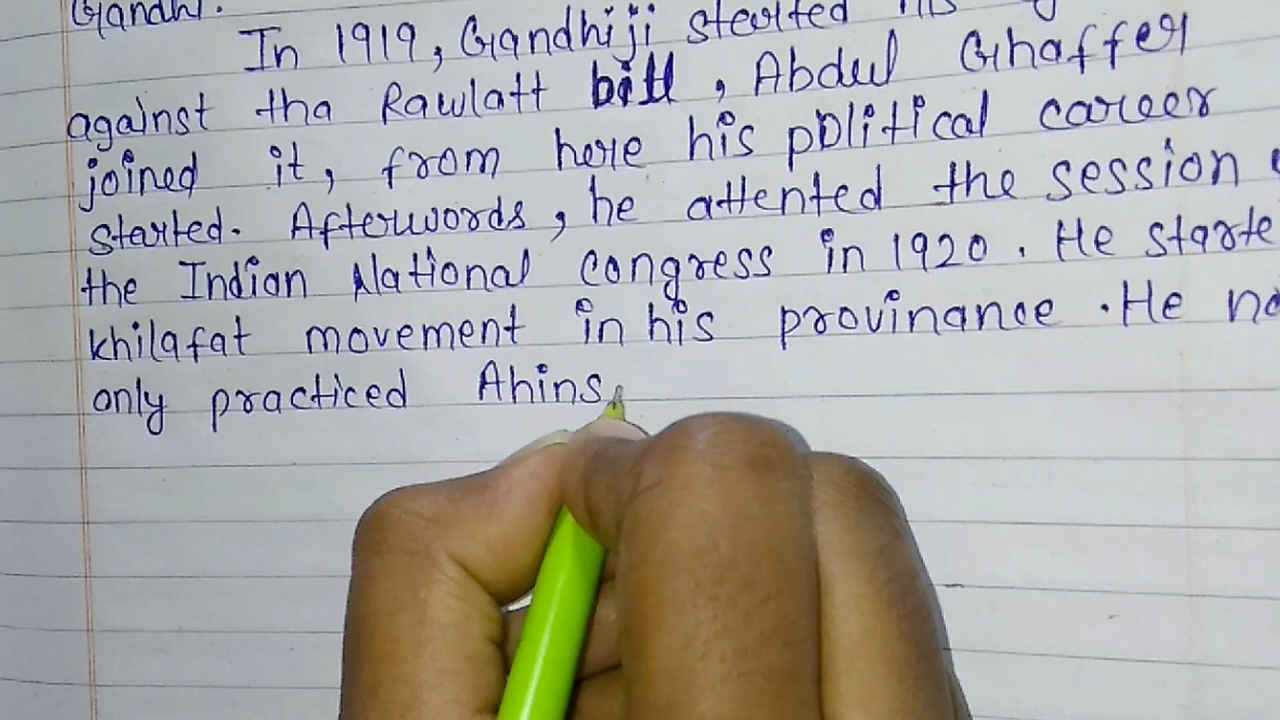 Gandhi.
In 1919, Gandhiji started his
against tha Rawlatt bill, Abdul Ghaffer
joined it, from here his political career
started. Afterwords, he attented the session
the Indian National Congress in 1920. He starte
khilafat movement in his provinance. He no
only practiced Ahins